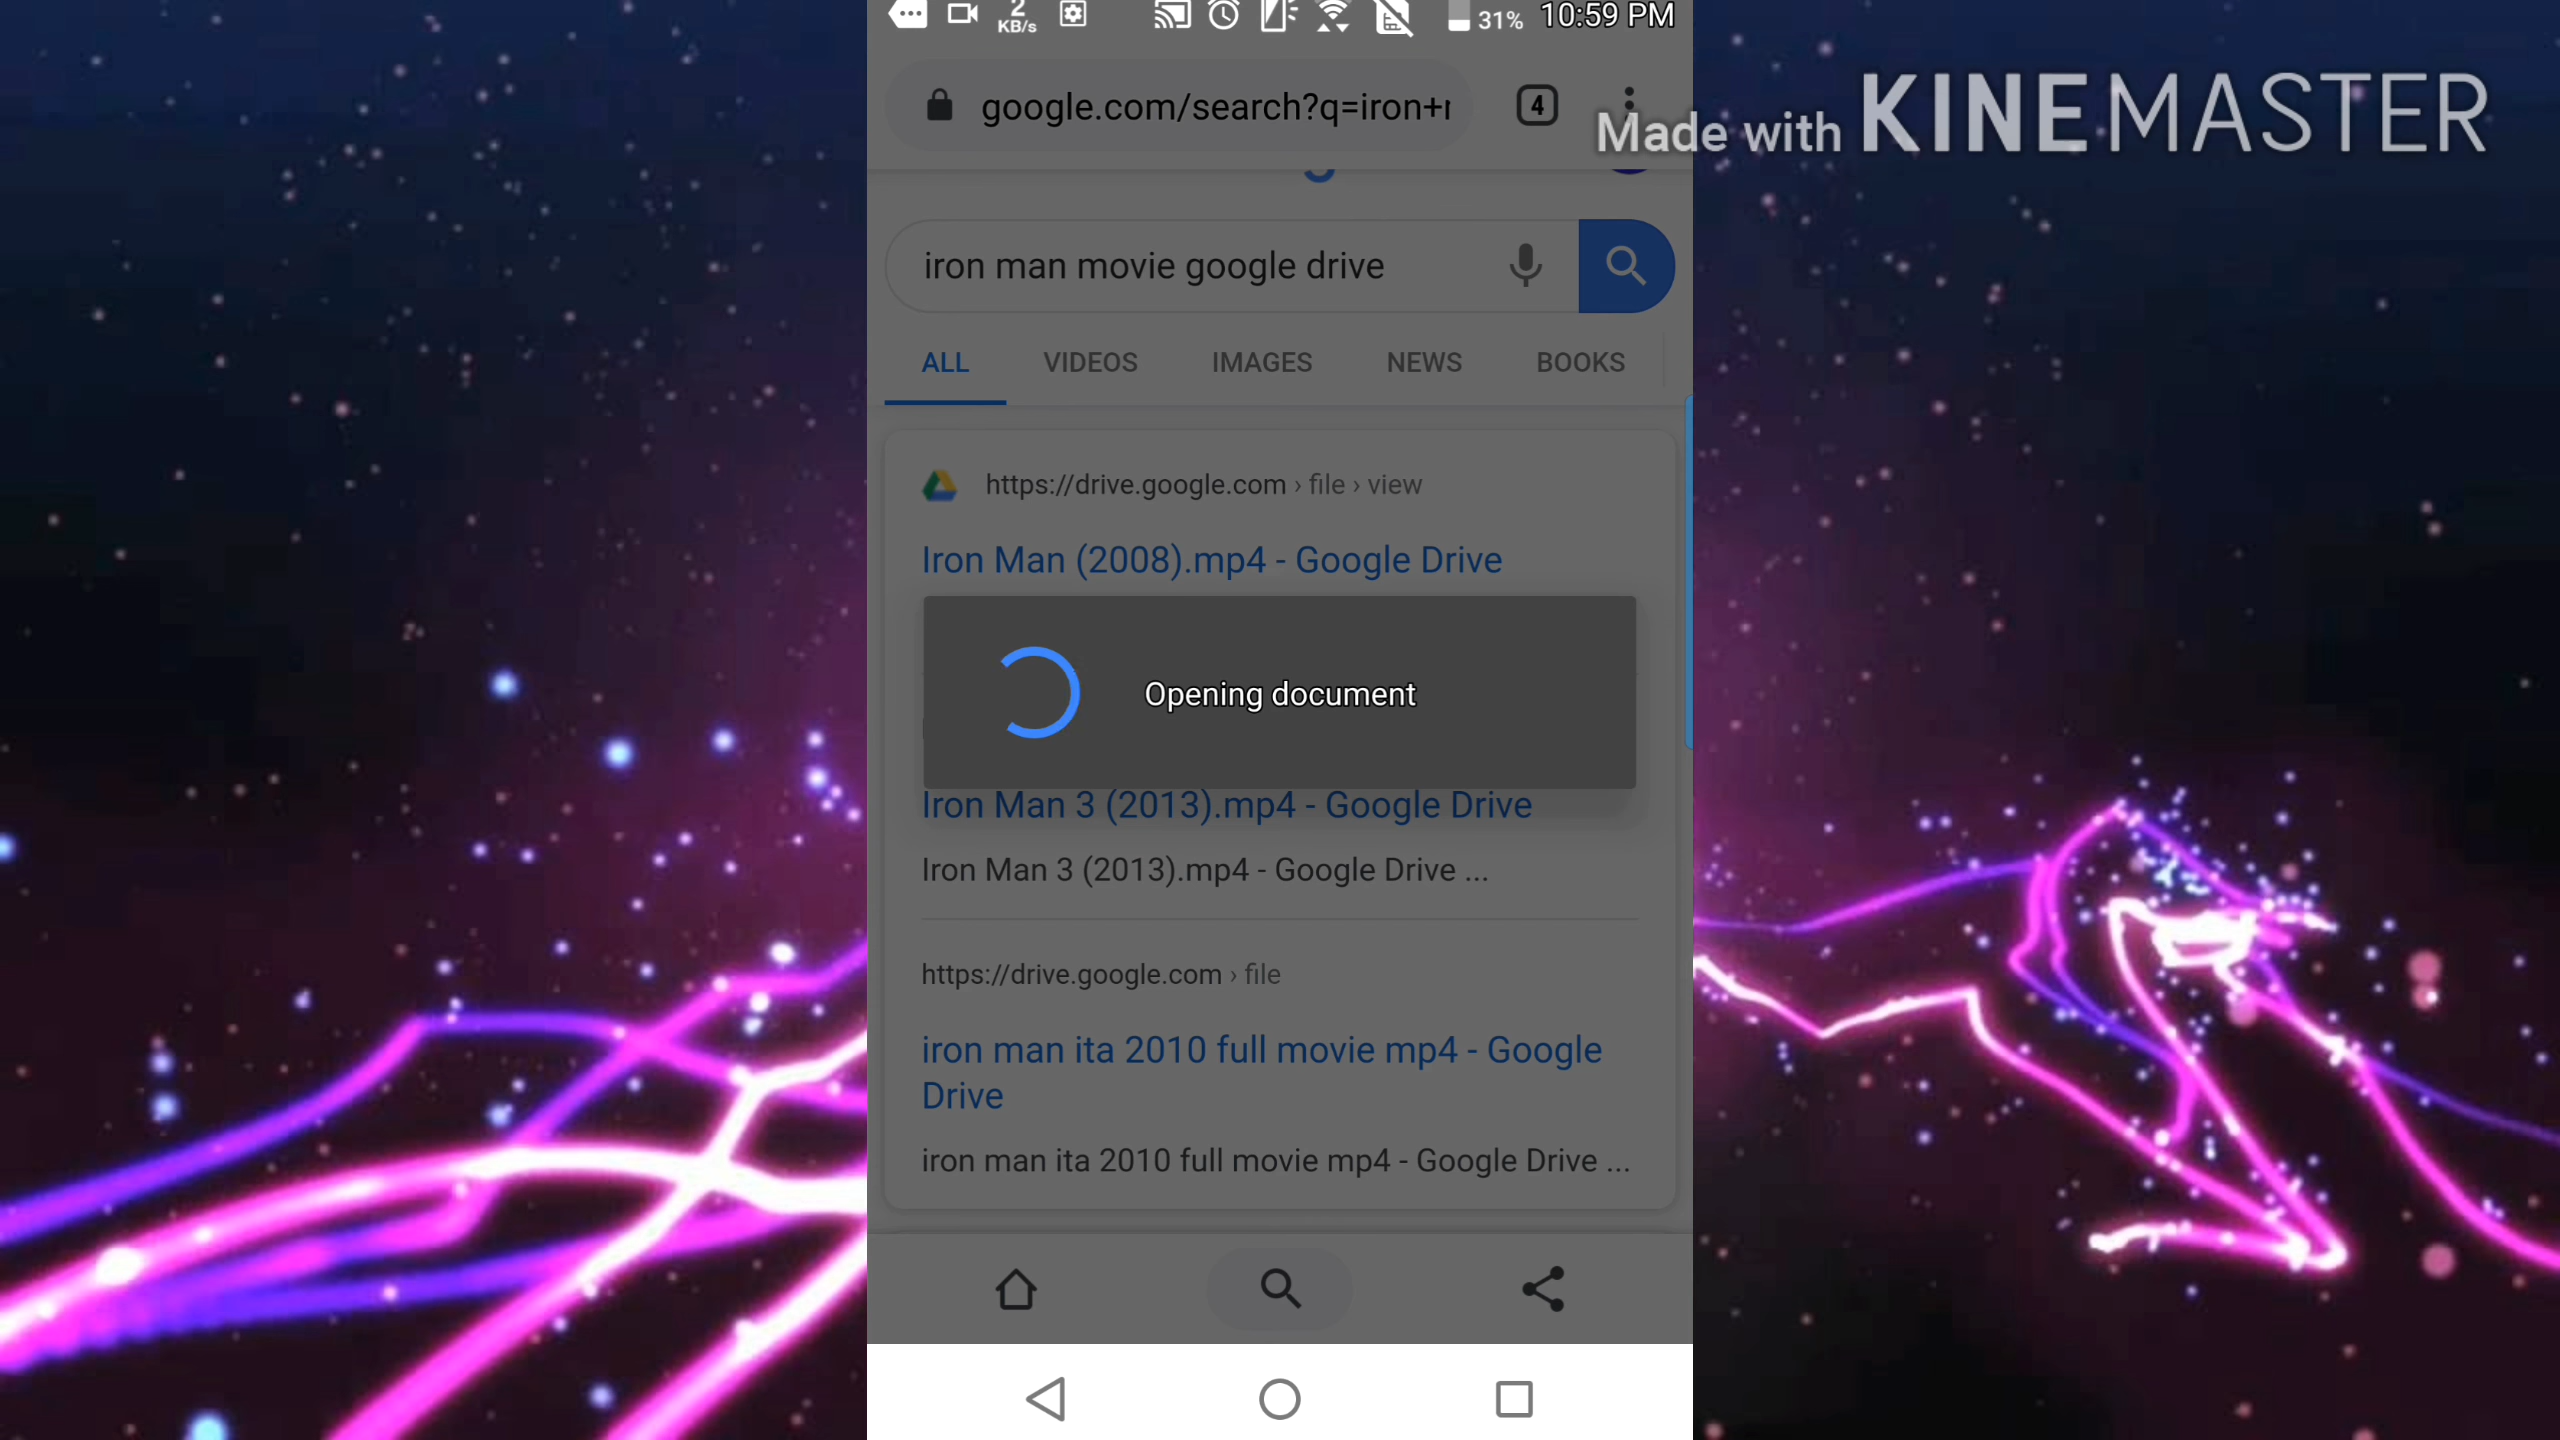 2
KB/s
31%
10:59 PM
google.com/search?q=iron+r
4
Made with KINEMASTER
iron man movie google drive
ALL VIDEOS IMAGES NEWS BOOKS
https://drive.google.com › file › view
Iron Man (2008).mp4 - Google Drive
Opening document
Iron Man 3 (2013).mp4 - Google Drive
Iron Man 3 (2013).mp4 - Google Drive ...
https://drive.google.com › file
iron man ita 2010 full movie mp4 - Google
Drive
iron man ita 2010 full movie mp4 - Google Drive ...